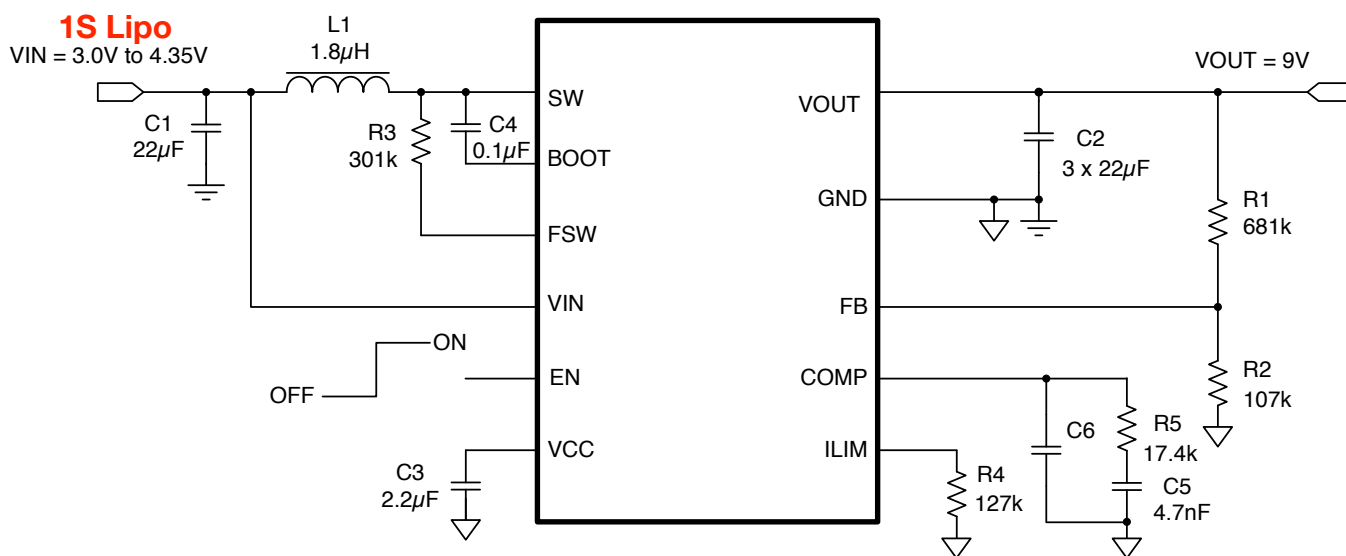 1S Lipo
VIN = 3.0V to 4.35V
L1
1.8µH
C1
22µF
R3
301k
C4
0.1µF
SW
BOOT
FSW
VIN
EN
VCC
ON
OFF
C3
2.2µF
VOUT
GND
FB
COMP
ILIM
VOUT = 9V
C2
3 x 22µF
R1
681k
R2
107k
C6
R5
17.4k
C5
4.7nF
R4
127k